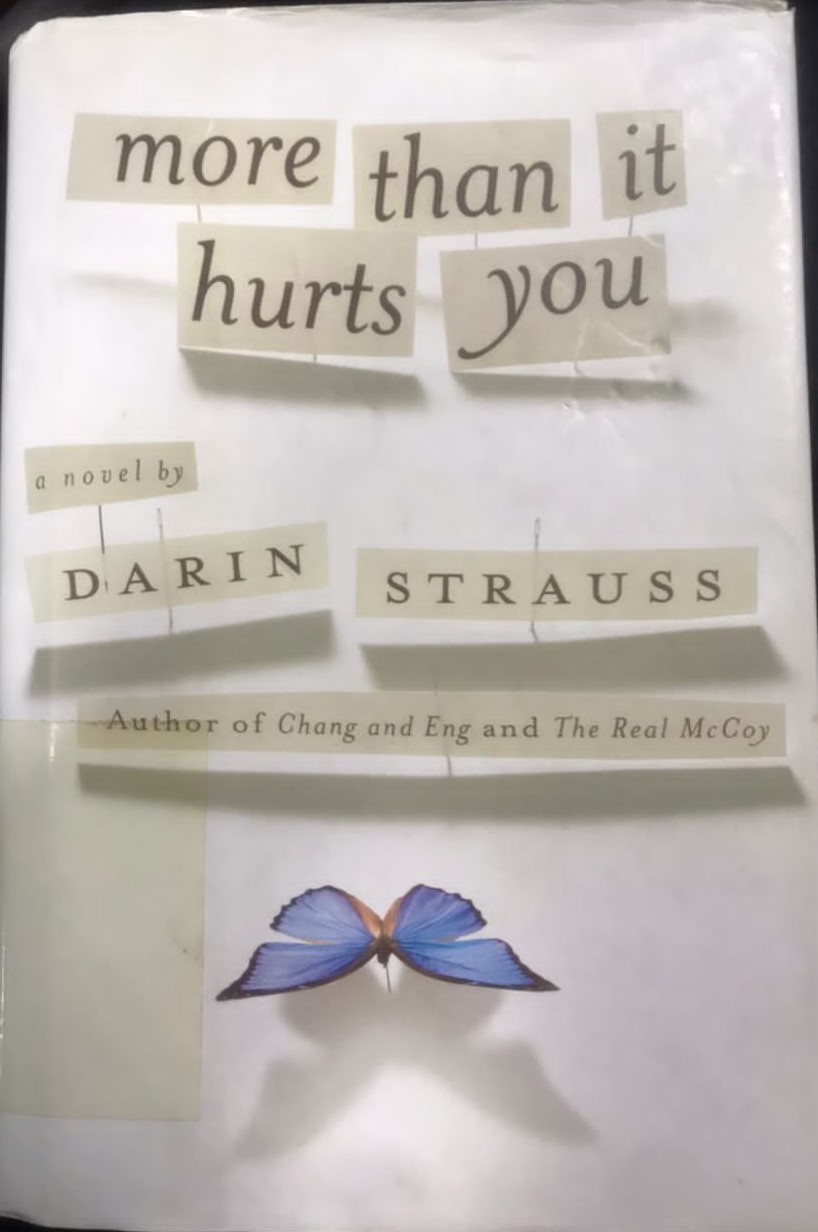 more than it
hurts you
a novel by
DARIN STRAUSS
Author of Chang and Eng and The Real McCoy